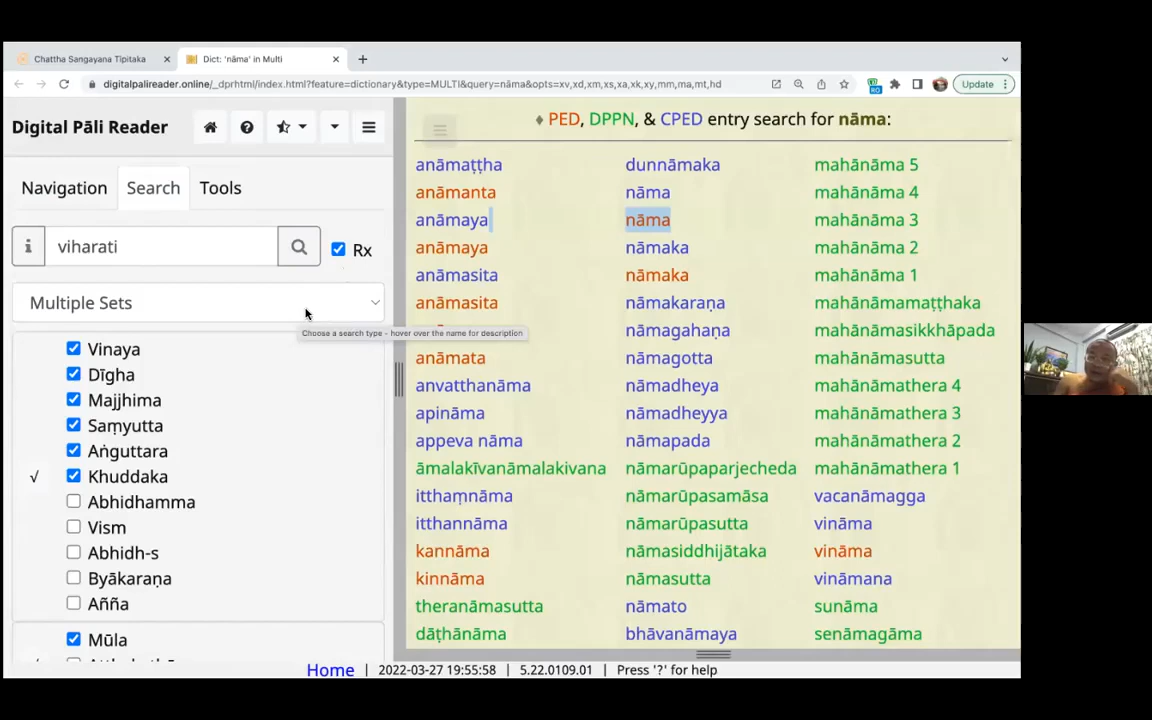 Chattha Sangayana Tipitaka
Dict: 'nāma' in Multi
digitalpalireader.online/_dprhtml/index.html?feature=dictionary&type=MULTI&query=nāma&opts=xv,xd,xm,xs,xa,xk,xy,mm,ma,mt,hd
RO
Update
Digital Pāli Reader
Navigation Search Tools
viharati
Rx
Multiple Sets
Choose a search type - hover over the name for description
Vinaya
Dīgha
Majjhima
Saṃyutta
Aṅguttara
√ Khuddaka
Abhidhamma
Vism
Abhidh-s
Byākaraṇa
Añña
Mūla
♦ PED, DPPN, & CPED entry search for nāma:
anāmaṭṭha
anāmanta
anāmaya
anāmaya
anāmasita
anāmasita
anāmata
anvatthanāma
apināma
appeva nāma
āmalakīvanāmalakivana
itthaṃnāma
itthannāma
kannāma
kinnāma
theranāmasutta
dāṭhānāma
dunnāmaka
nāma
nāma
nāmaka
nāmaka
nāmakaraṇa
nāmagahaṇa
nāmagotta
nāmadheya
nāmadheyya
nāmapada
nāmarūpaparjecheda
nāmarūpasamāsa
nāmarūpasutta
nāmasiddhijātaka
nāmasutta
nāmato
bhāvanāmaya
mahānāma 5
mahānāma 4
mahānāma 3
mahānāma 2
mahānāma 1
mahānāmamaṭṭhaka
mahānāmasikkhāpada
mahānāmasutta
mahānāmathera 4
mahānāmathera 3
mahānāmathera 2
mahānāmathera 1
vacanāmagga
vināma
vināma
vināmana
sunāma
senāmagāma
Home | 2022-03-27 19:55:58 | 5.22.0109.01 | Press '?' for help